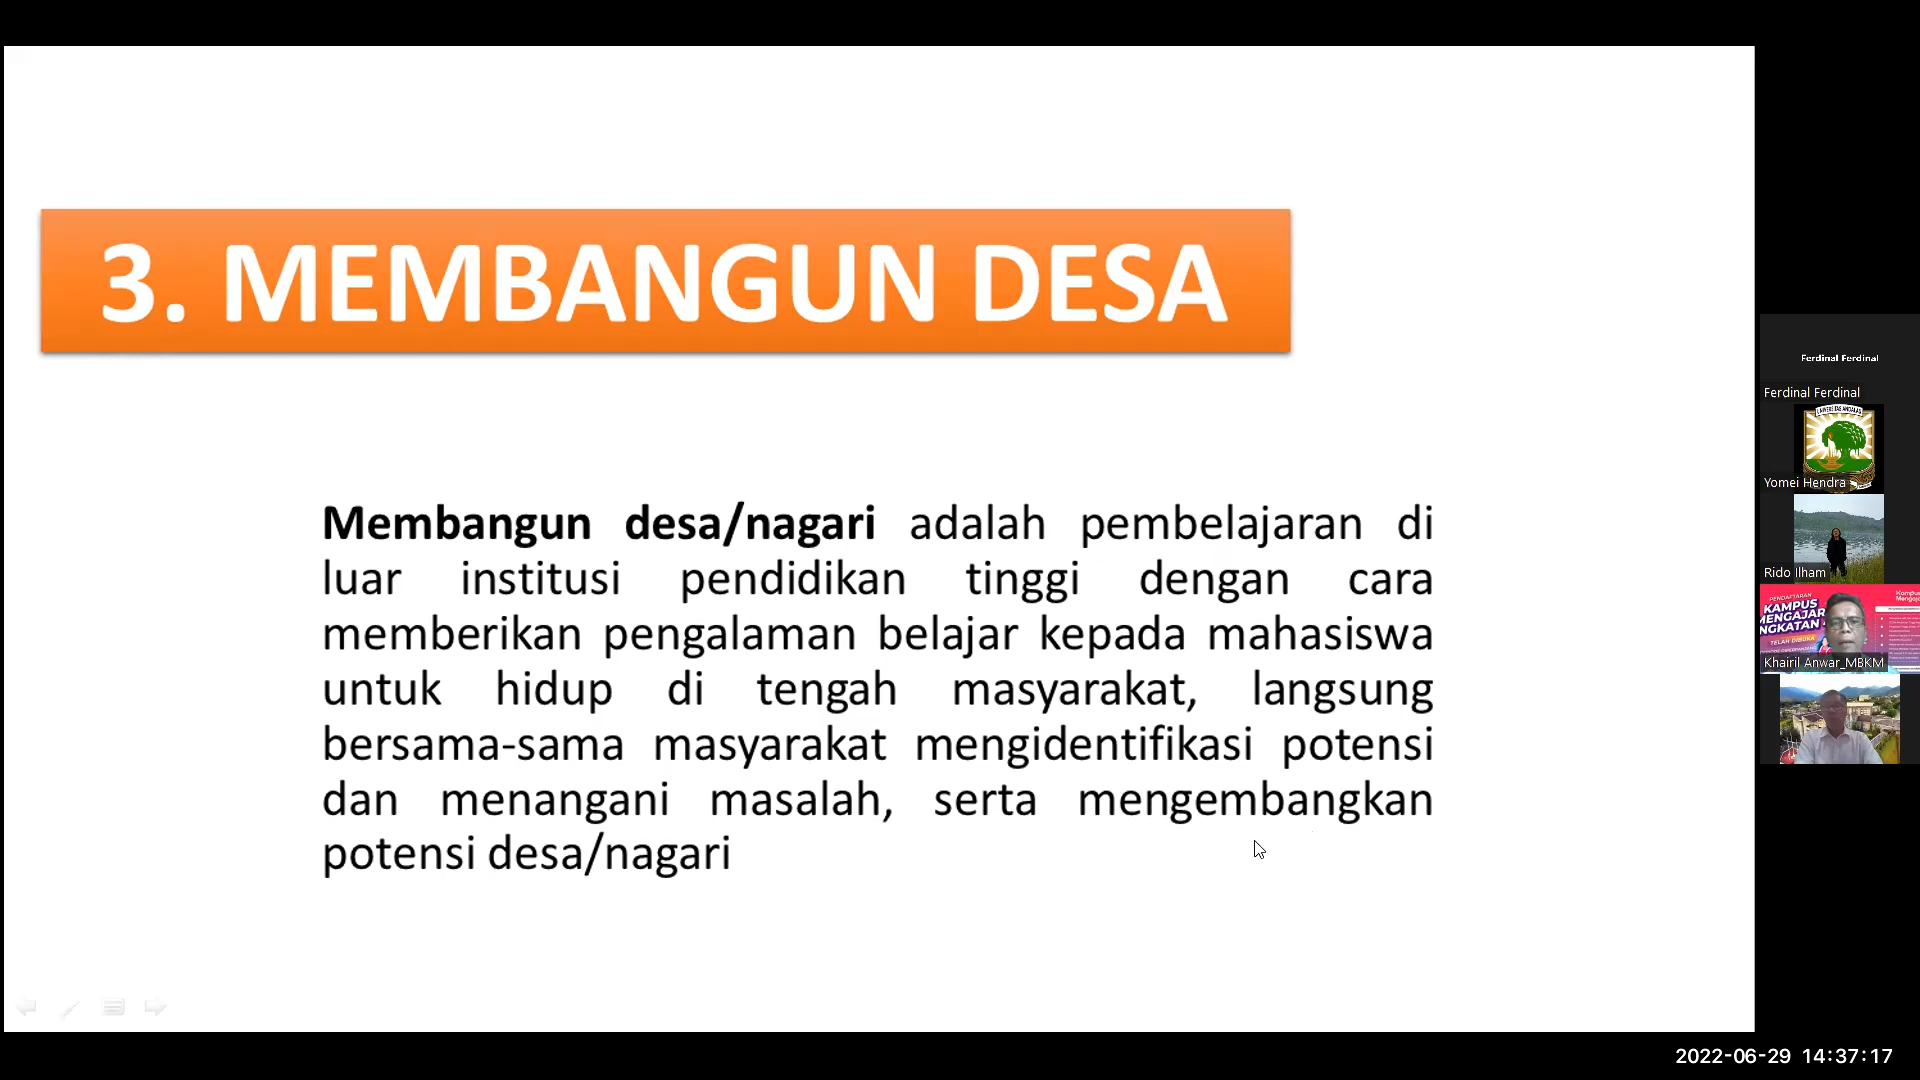 3. MEMBANGUN DESA
Membangun desa/nagari adalah pembelajaran di
luar institusi pendidikan tinggi dengan cara
memberikan pengalaman belajar kepada mahasiswa
untuk hidup di tengah masyarakat, langsung
bersama-sama masyarakat mengidentifikasi potensi
dan menangani masalah, serta mengembangkan
potensi desa/nagari
Ferdinal Ferdinal
Ferdinal Ferdinal
UNIVERSITAS ANDALAS
Yomei Hendra
Rido Ilham
PENDAFTARAN
KAMPUS
MENGAJAR
NGKATAN
TELAH DIBUKA
Khairil Anwar_MBKM
2022-06-29 14:37:17